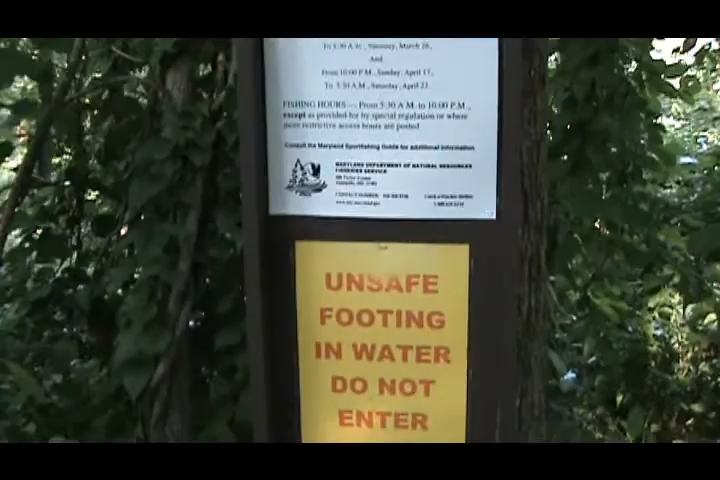 To 5:30 A.M., Saturday, March 26,
And
From 10:00 P.M., Sunday, April 17,
To 5:30 A.M., Saturday, April 23.
FISHING HOURS — From 5:30 A.M. to 10:00 P.M.,
except as provided for by special regulation or where
more restrictive access hours are posted
Consult the Maryland Sportfishing Guide for additional information
MARYLAND DEPARTMENT OF NATURAL RESOURCES
FISHERIES SERVICE
UNSAFE
FOOTING
IN WATER
DO NOT
ENTER